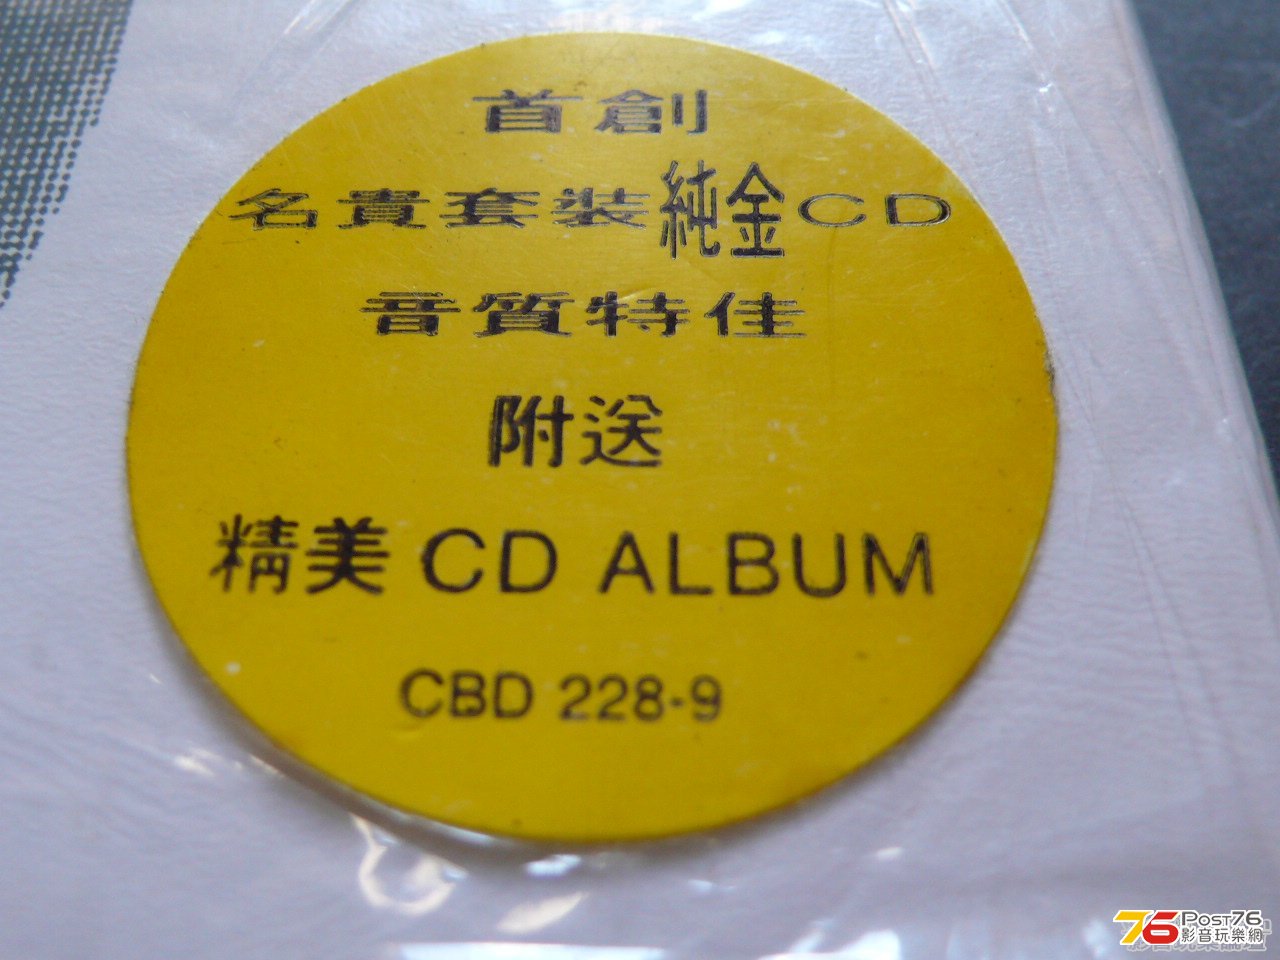 首創
名貴套裝純金CD
音質特佳
附送
精美 CD ALBUM
CBD 228-9
76 POST76
影音玩樂網